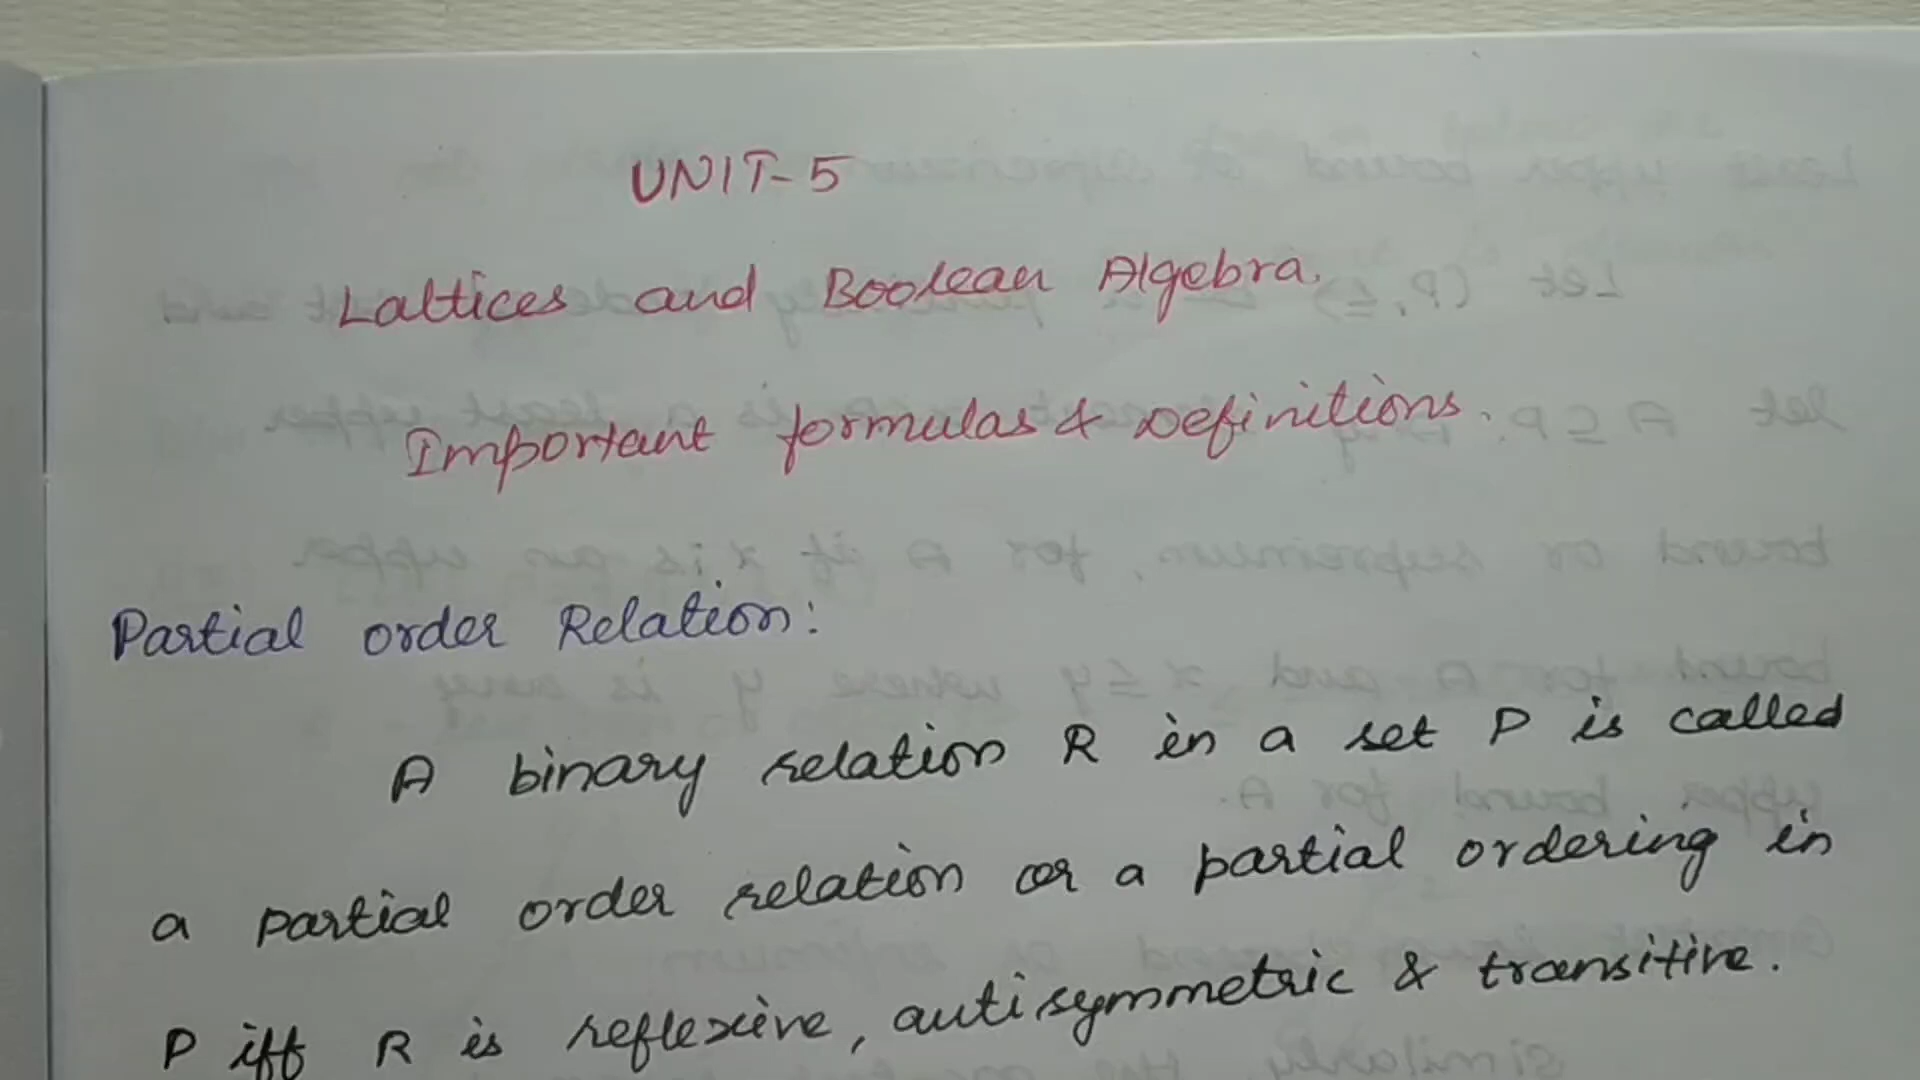 UNIT-5
Lattices and Boolean Algebra.
Important formulas & Definitions.
Partial order Relation:
A binary relation R in a set P is called
a partial order relation or a partial ordering in
P iff R is reflexive, antisymmetric & transitive.